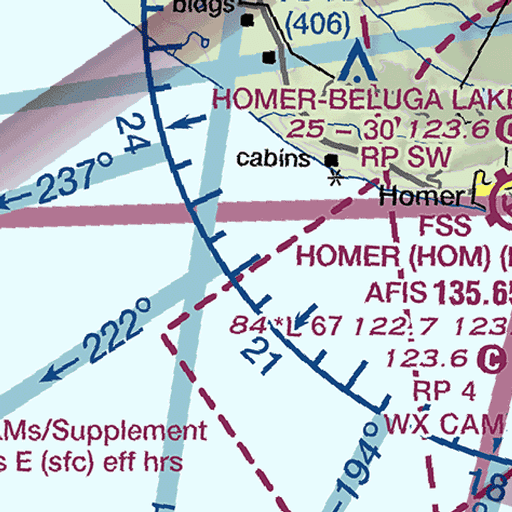 bldgs
(406)
HOMER-BELUGA LAKE
24
25 - 30 123.6 C
cabins
RP SW
237°
Homer
FSS
HOMER (HOM)
AFIS 135.65
84 *L 67 122.7 123.
222°
21
123.6 C
RP 4
WX CAM
AMs/Supplement
s E (sfc) eff hrs
194°
18